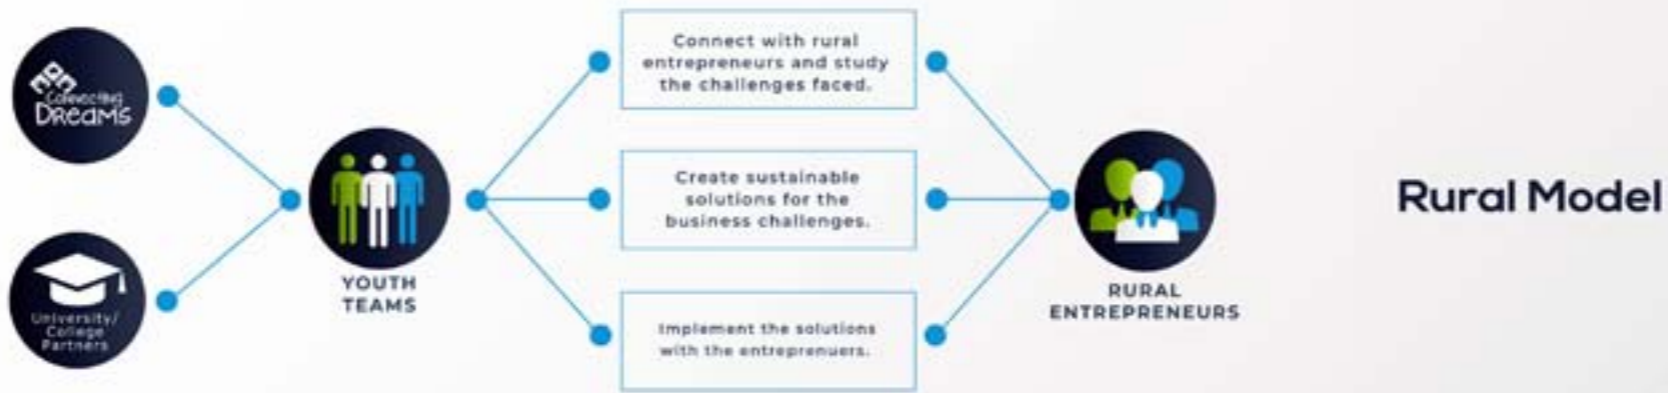 Connecting
Dreams
University/
College
Partners
YOUTH
TEAMS
Connect with rural
entrepreneurs and study
the challenges faced.
Create sustainable
solutions for the
business challenges.
Implement the solutions
with the entreprenuers.
RURAL
ENTREPRENEURS
Rural Model